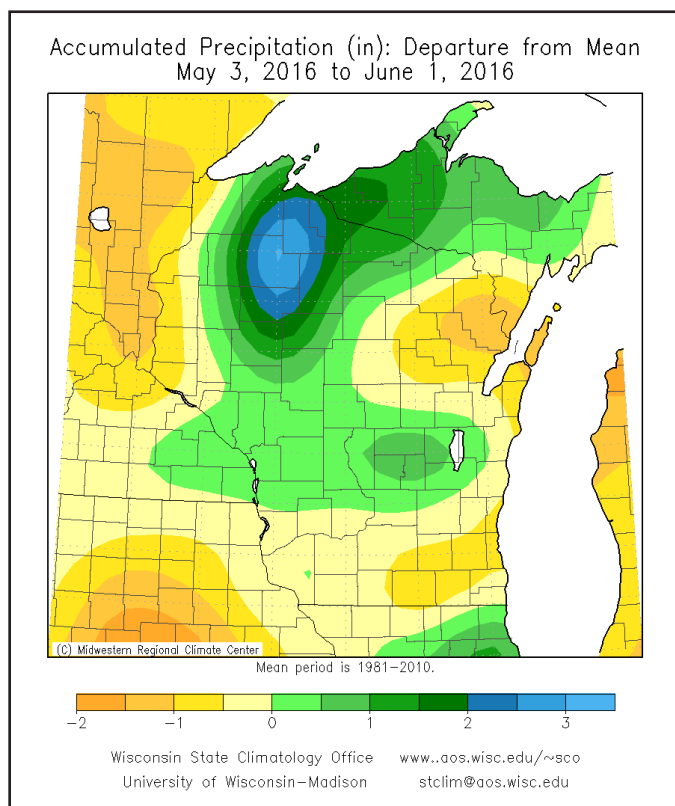 Accumulated Precipitation (in): Departure from Mean
May 3, 2016 to June 1, 2016
(C) Midwestern Regional Climate Center
Mean period is 1981-2010.
-2 -1 0 1 2 3
Wisconsin State Climatology Office www..aos.wisc.edu/~sco
University of Wisconsin-Madison stclim@aos.wisc.edu